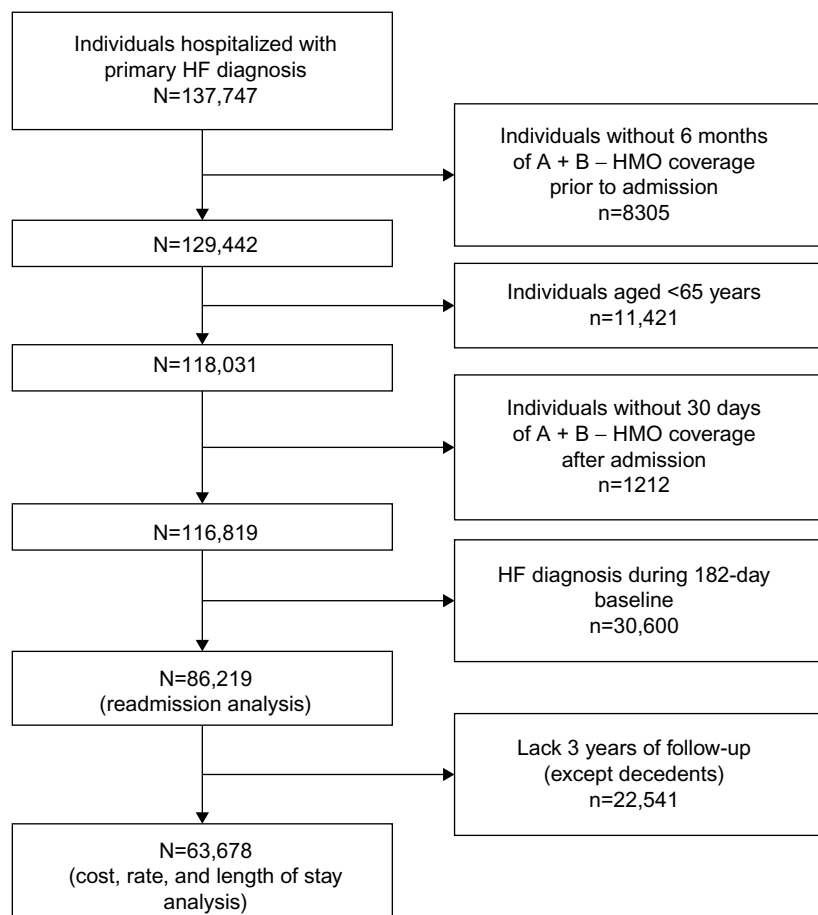 Individuals hospitalized with
primary HF diagnosis
N=137,747
Individuals without 6 months
of A + B – HMO coverage
prior to admission
n=8305
N=129,442
Individuals aged <65 years
n=11,421
N=118,031
Individuals without 30 days
of A + B – HMO coverage
after admission
n=1212
N=116,819
HF diagnosis during 182-day
baseline
n=30,600
N=86,219
(readmission analysis)
Lack 3 years of follow-up
(except decedents)
n=22,541
N=63,678
(cost, rate, and length of stay
analysis)